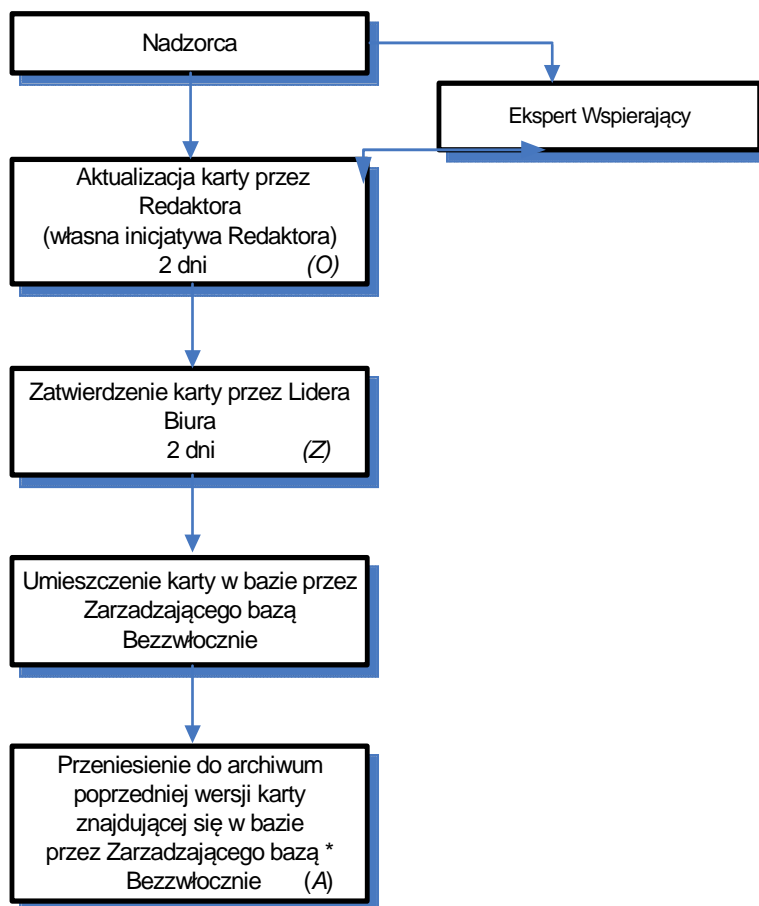 Nadzorca
Ekspert Wspierający
Aktualizacja karty przez
Redaktora
(własna inicjatywa Redaktora)
2 dni (O)
Zatwierdzenie karty przez Lidera
Biura
2 dni (Z)
Umieszczenie karty w bazie przez
Zarzadzającego bazą
Bezzwłocznie
Przeniesienie do archiwum
poprzedniej wersji karty
znajdującej się w bazie
przez Zarzadzającego bazą *
Bezzwłocznie (A)